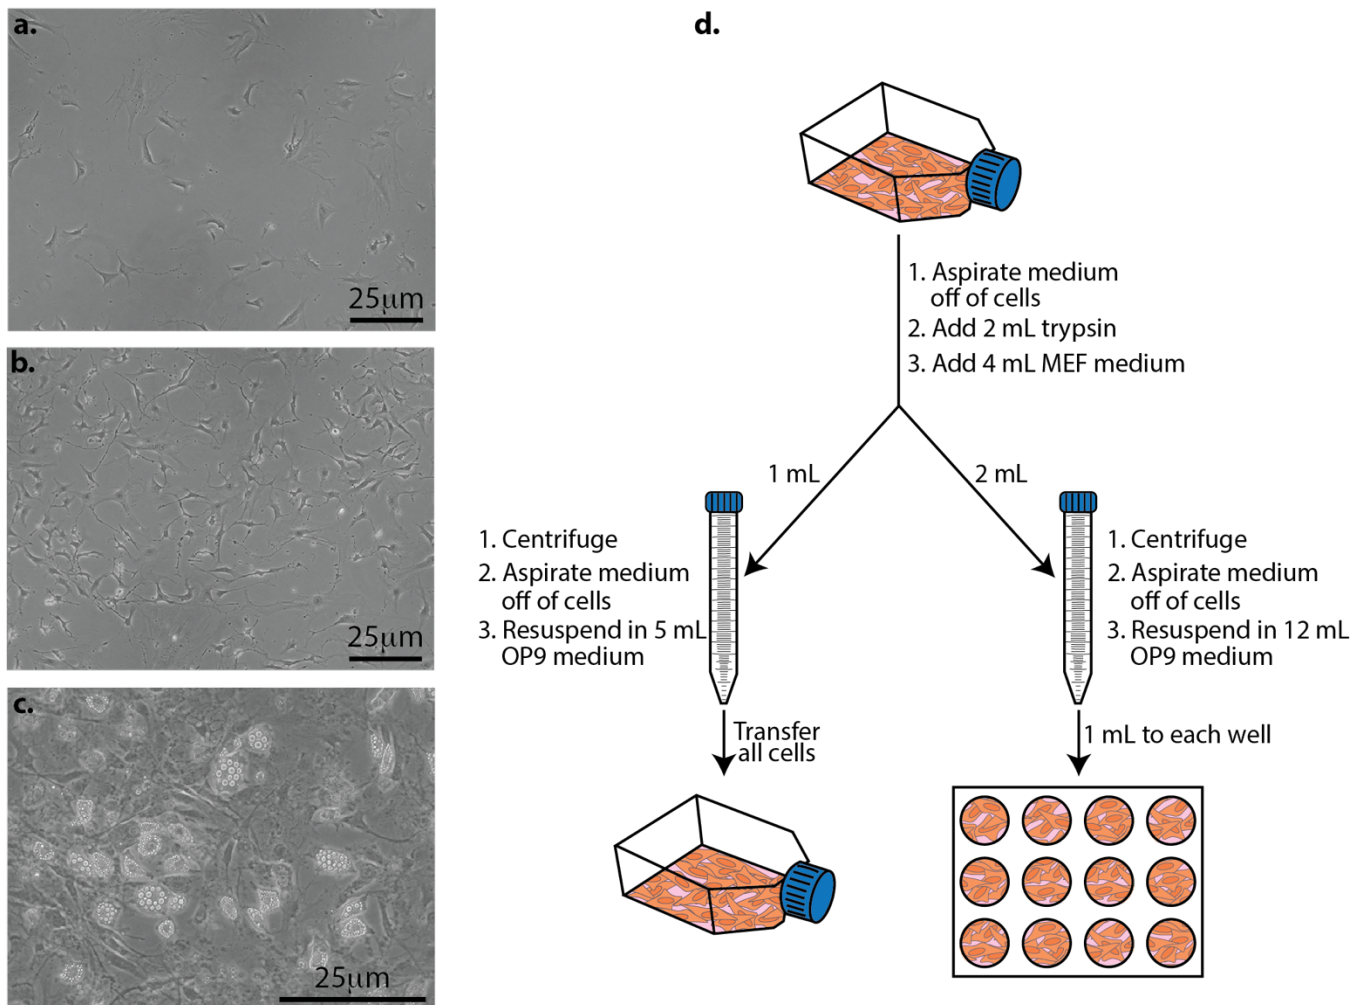 a.
25μm
b.
25μm
c.
25μm
d.
1. Aspirate medium
off of cells
2. Add 2 mL trypsin
3. Add 4 mL MEF medium
1 mL
2 mL
1. Centrifuge
2. Aspirate medium
off of cells
3. Resuspend in 5 mL
OP9 medium
Transfer
all cells
1. Centrifuge
2. Aspirate medium
off of cells
3. Resuspend in 12 mL
OP9 medium
1 mL to each well